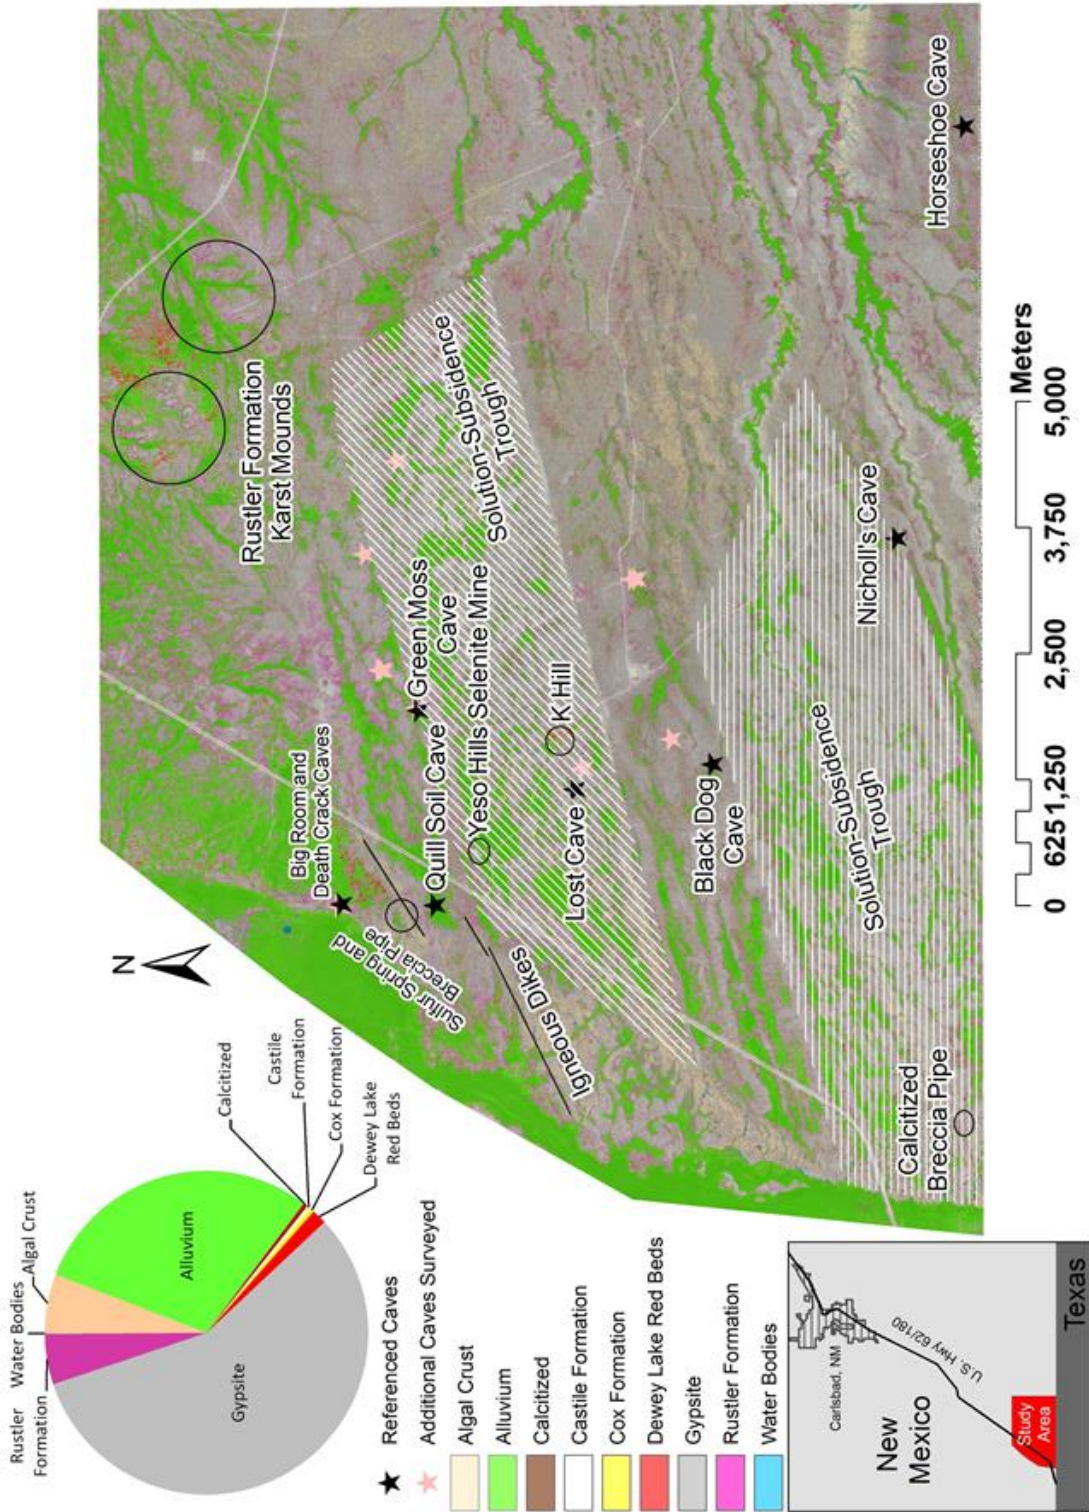 Rustler
Formation
Water Bodies
Algal Crust
Alluvium
Calcitized
Castile
Formation
Cox Formation
Dewey Lake
Red Beds
Gypsite
Referenced Caves
Additional Caves Surveyed
Algal Crust
Alluvium
Calcitized
Castile Formation
Cox Formation
Dewey Lake Red Beds
Gypsite
Rustler Formation
Water Bodies
Carlsbad, NM
U.S. Hwy 62/180
New
Mexico
Study
Area
Texas
N
Big Room and
Death Crack Caves
Sulfur Spring and
Breccia Pipe
Quill Soil Cave
Igneous Dikes
Green Moss
Cave
Yeso Hills Selenite Mine
Rustler Formation
Karst Mounds
Solution-Subsidence
Trough
K Hill
Lost Cave
Black Dog
Cave
Solution-Subsidence
Trough
Nicholl's Cave
Horseshoe Cave
Calcitized
Breccia Pipe
0 625 1,250 2,500 3,750 5,000
Meters